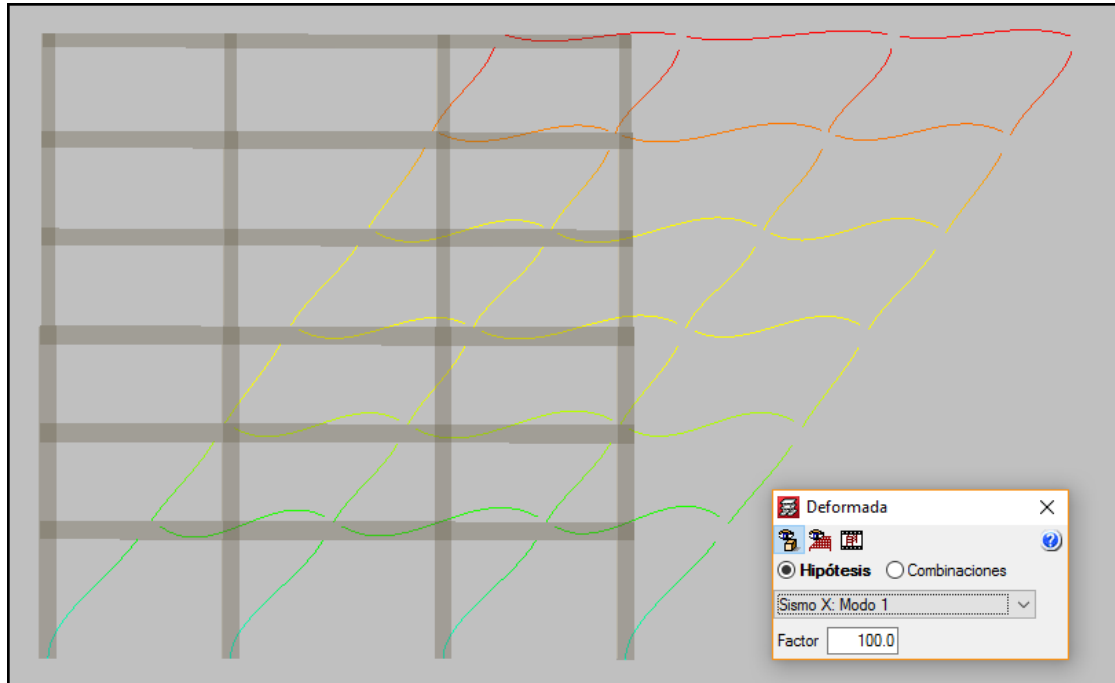 Deformada
Hipótesis Combinaciones
Sismo X: Modo 1
Factor 100.0